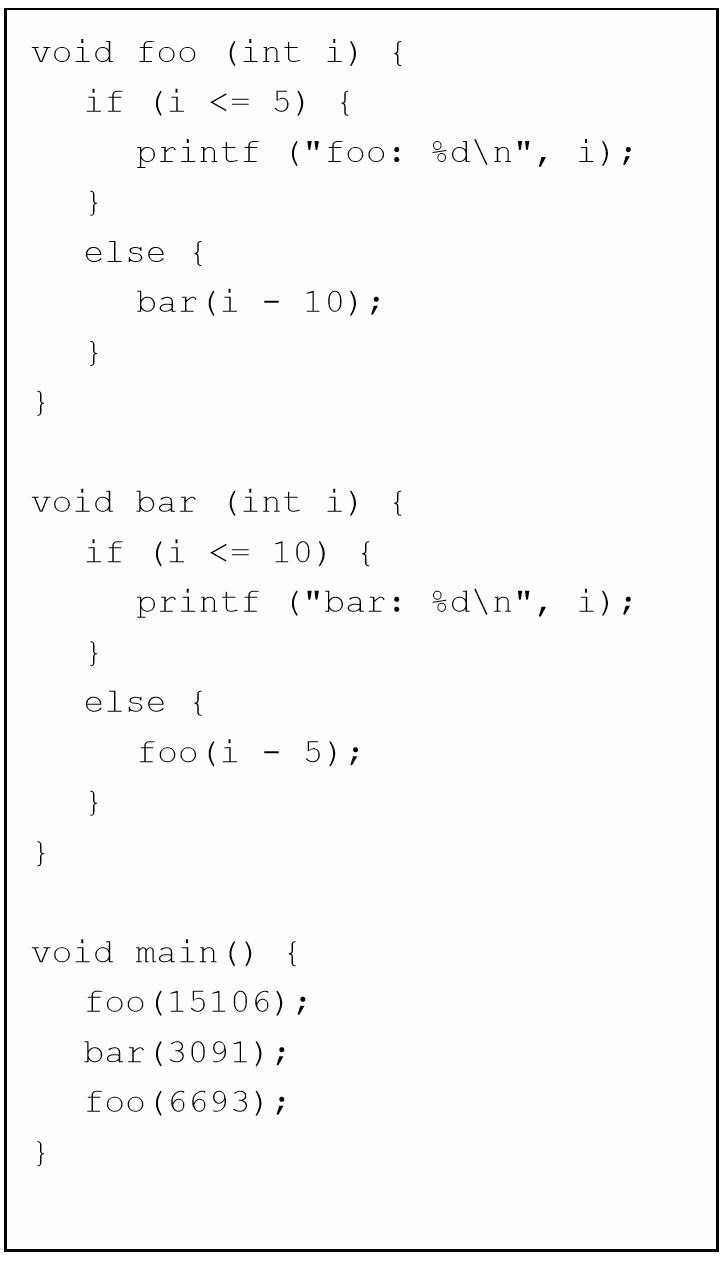 void foo (int i) {
if (i <= 5) {
printf ("foo: %d\n", i);
}
else {
bar(i - 10);
}
}
void bar (int i) {
if (i <= 10) {
printf ("bar: %d\n", i);
}
else {
foo(i - 5);
}
}
void main() {
foo(15106);
bar(3091);
foo(6693);
}